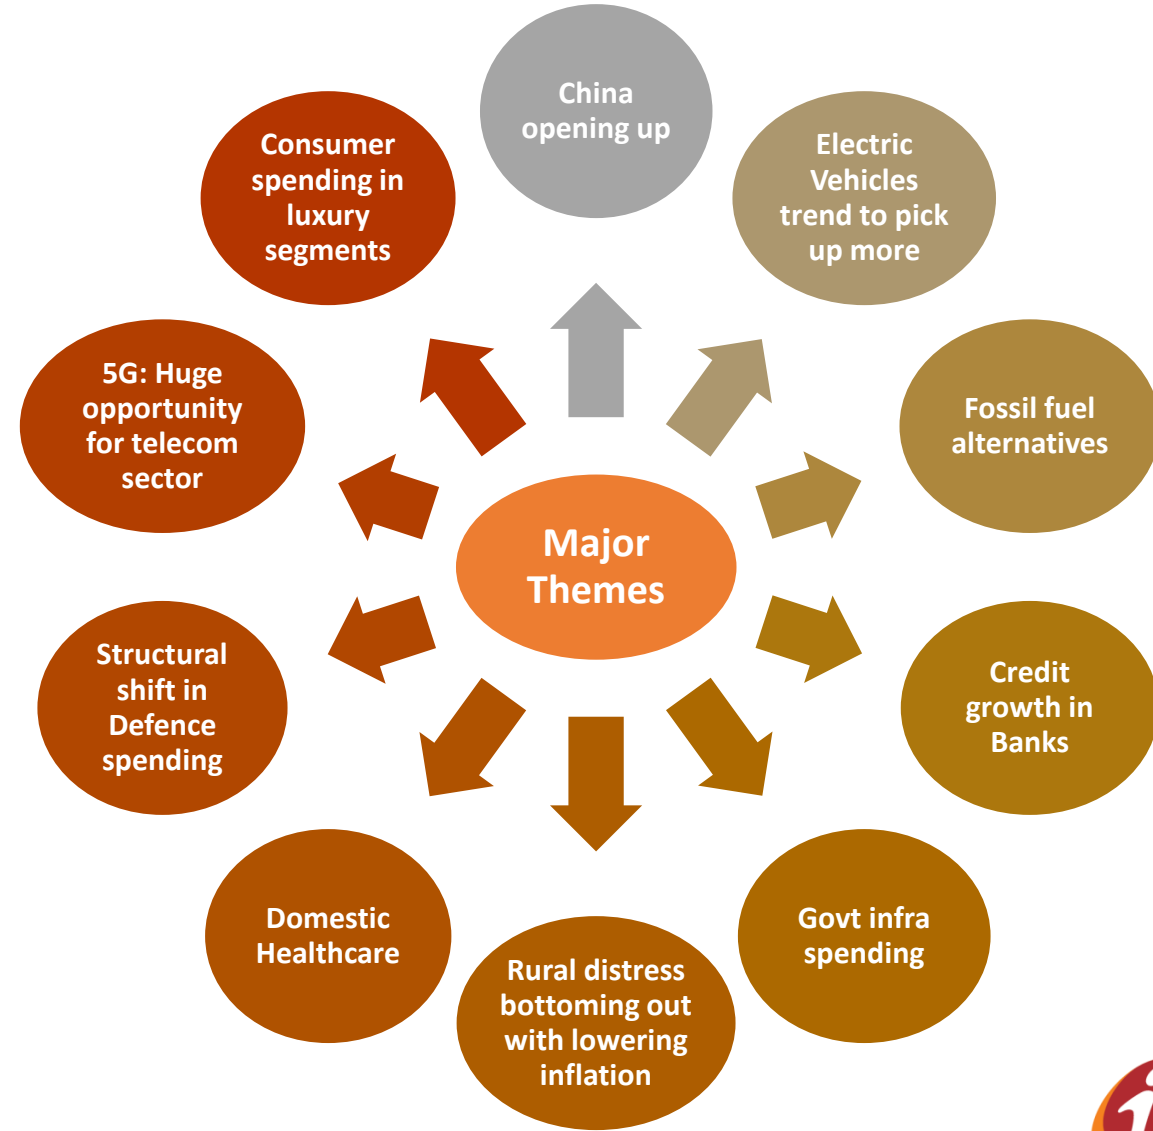 China
opening up
Electric
Vehicles
trend to pick
up more
Fossil fuel
alternatives
Credit
growth in
Banks
Govt infra
spending
Rural distress
bottoming out
with lowering
inflation
Domestic
Healthcare
Structural
shift in
Defence
spending
5G: Huge
opportunity
for telecom
sector
Consumer
spending in
luxury
segments
Major
Themes